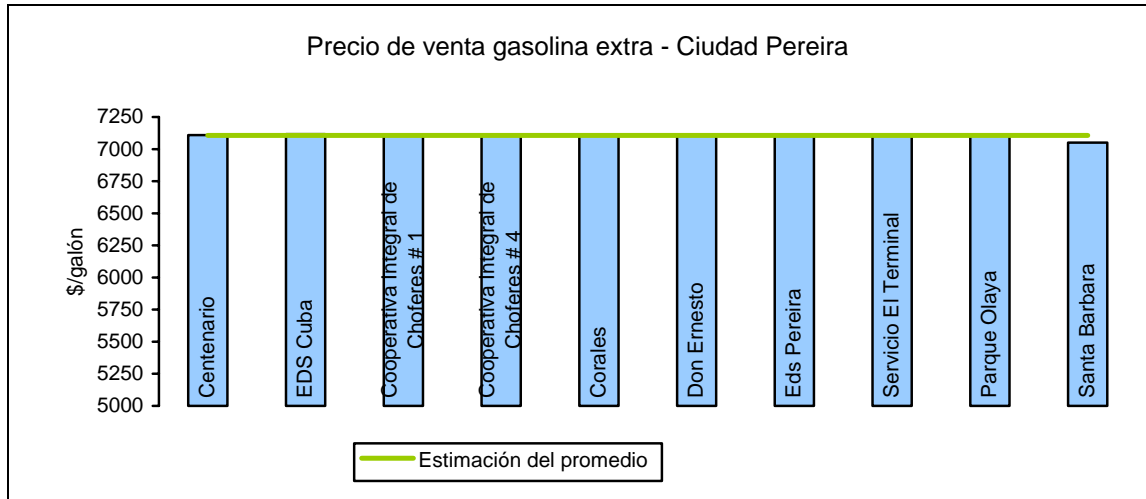 Precio de venta gasolina extra - Ciudad Pereira
7250
7000
6750
6500
6250
6000
5750
5500
5250
5000
$/galón
Centenario
EDS Cuba
Cooperativa Integral de
Choferes # 1
Cooperativa Integral de
Choferes # 4
Corales
Don Ernesto
Eds Pereira
Servicio El Terminal
Parque Olaya
Santa Barbara
Estimación del promedio